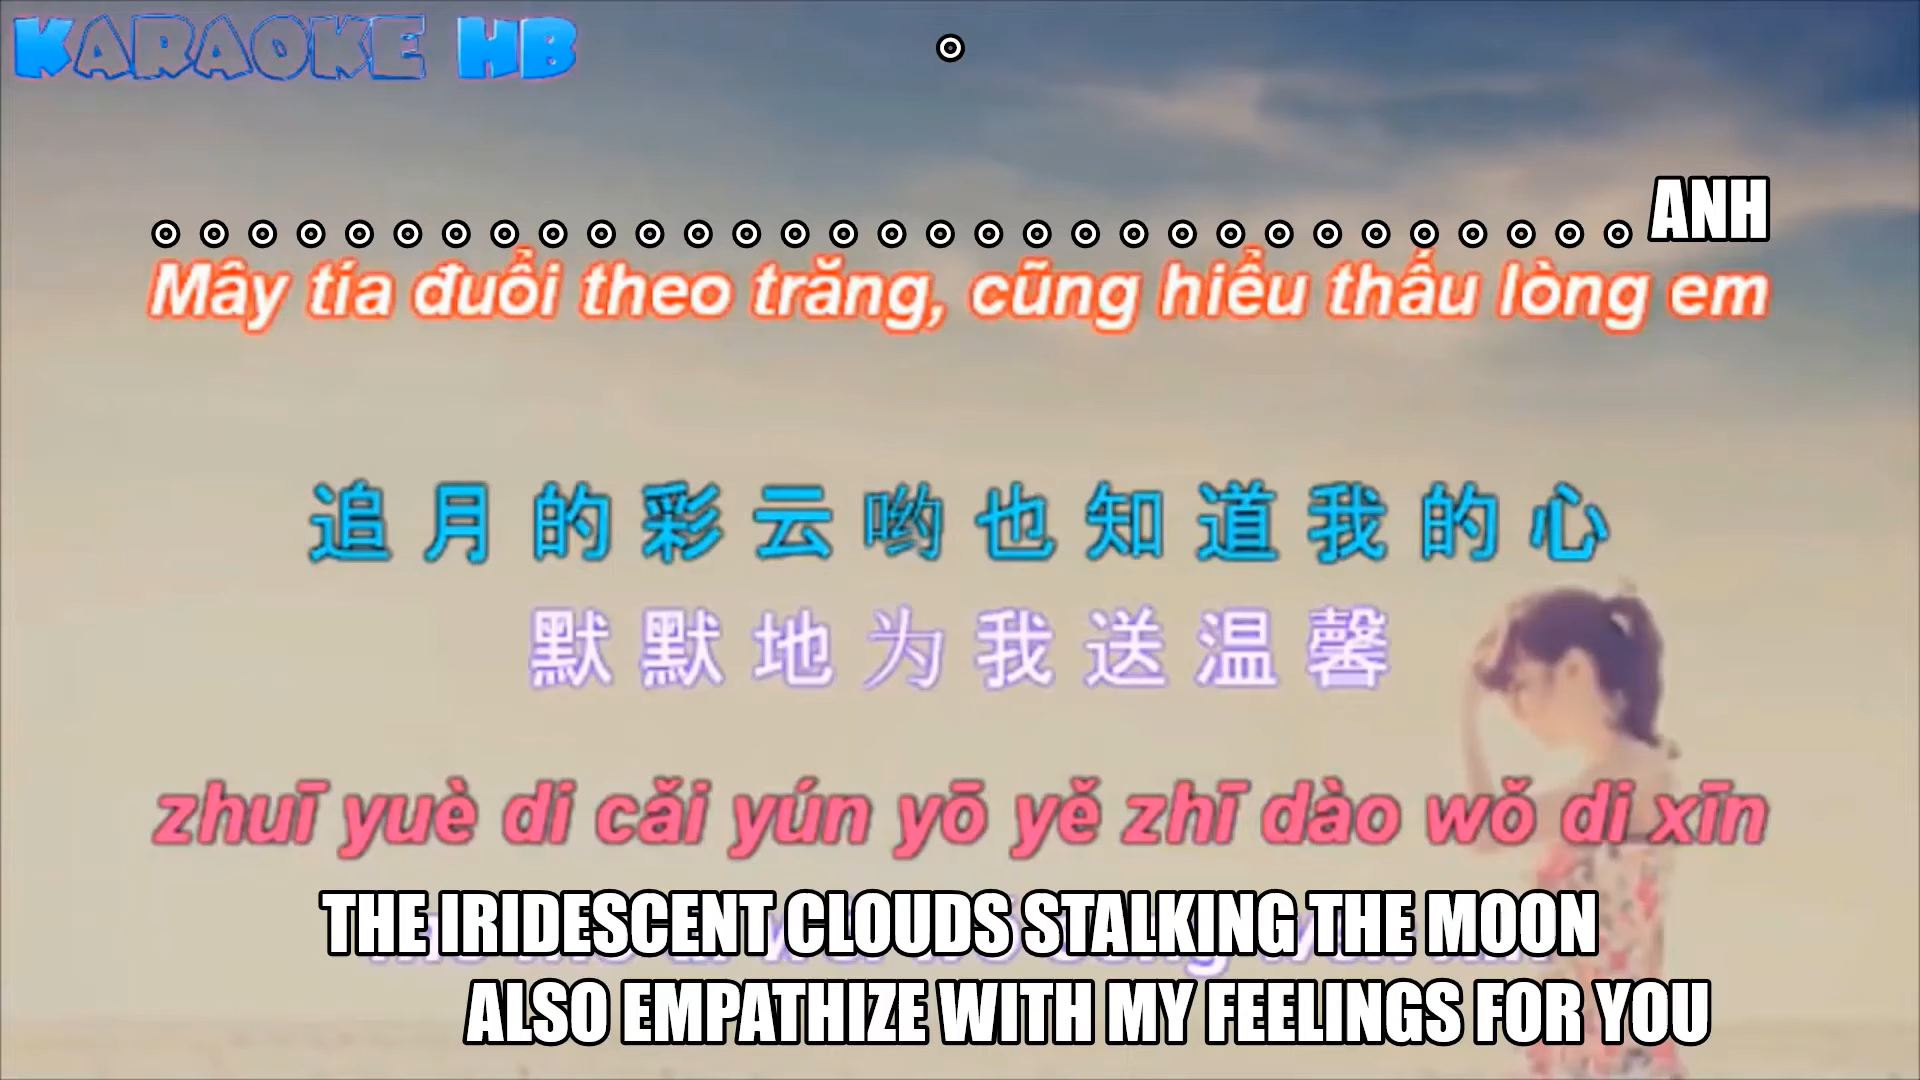 KARAOKE HB
⊙
⊙ ⊙ ⊙ ⊙ ⊙ ⊙ ⊙ ⊙ ⊙ ⊙ ⊙ ⊙ ⊙ ⊙ ⊙ ⊙ ⊙ ⊙ ⊙ ⊙ ⊙ ⊙ ⊙ ⊙ ⊙ ⊙ ⊙ ⊙ ⊙ ⊙ ⊙ ANH
Mây tía đuổi theo trăng, cũng hiểu thấu lòng em
追月的彩云哟也知道我的心
默默地为我送温馨
zhuī yuè di cǎi yún yō yě zhī dào wǒ di xīn
THE IRIDESCENT CLOUDS STALKING THE MOON
ALSO EMPATHIZE WITH MY FEELINGS FOR YOU